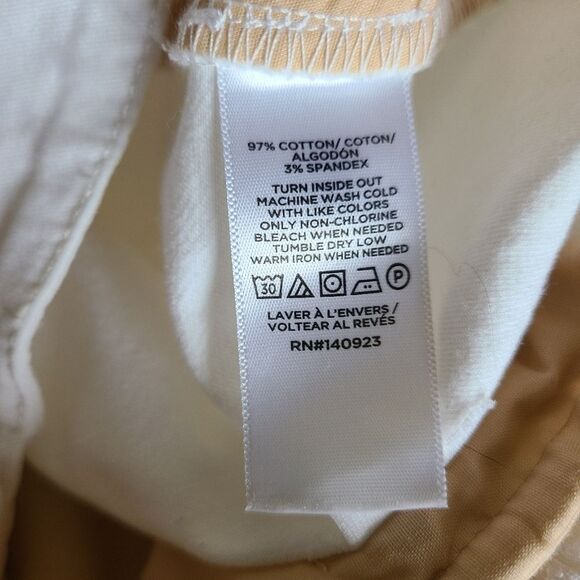 97% COTTON/ COTON/
ALGODÓN
3% SPANDEX
TURN INSIDE OUT
MACHINE WASH COLD
WITH LIKE COLORS
ONLY NON-CHLORINE
BLEACH WHEN NEEDED
TUMBLE DRY LOW
WARM IRON WHEN NEEDED
30 P
LAVER À L'ENVERS /
VOLTEAR AL REVÉS
RN#140923